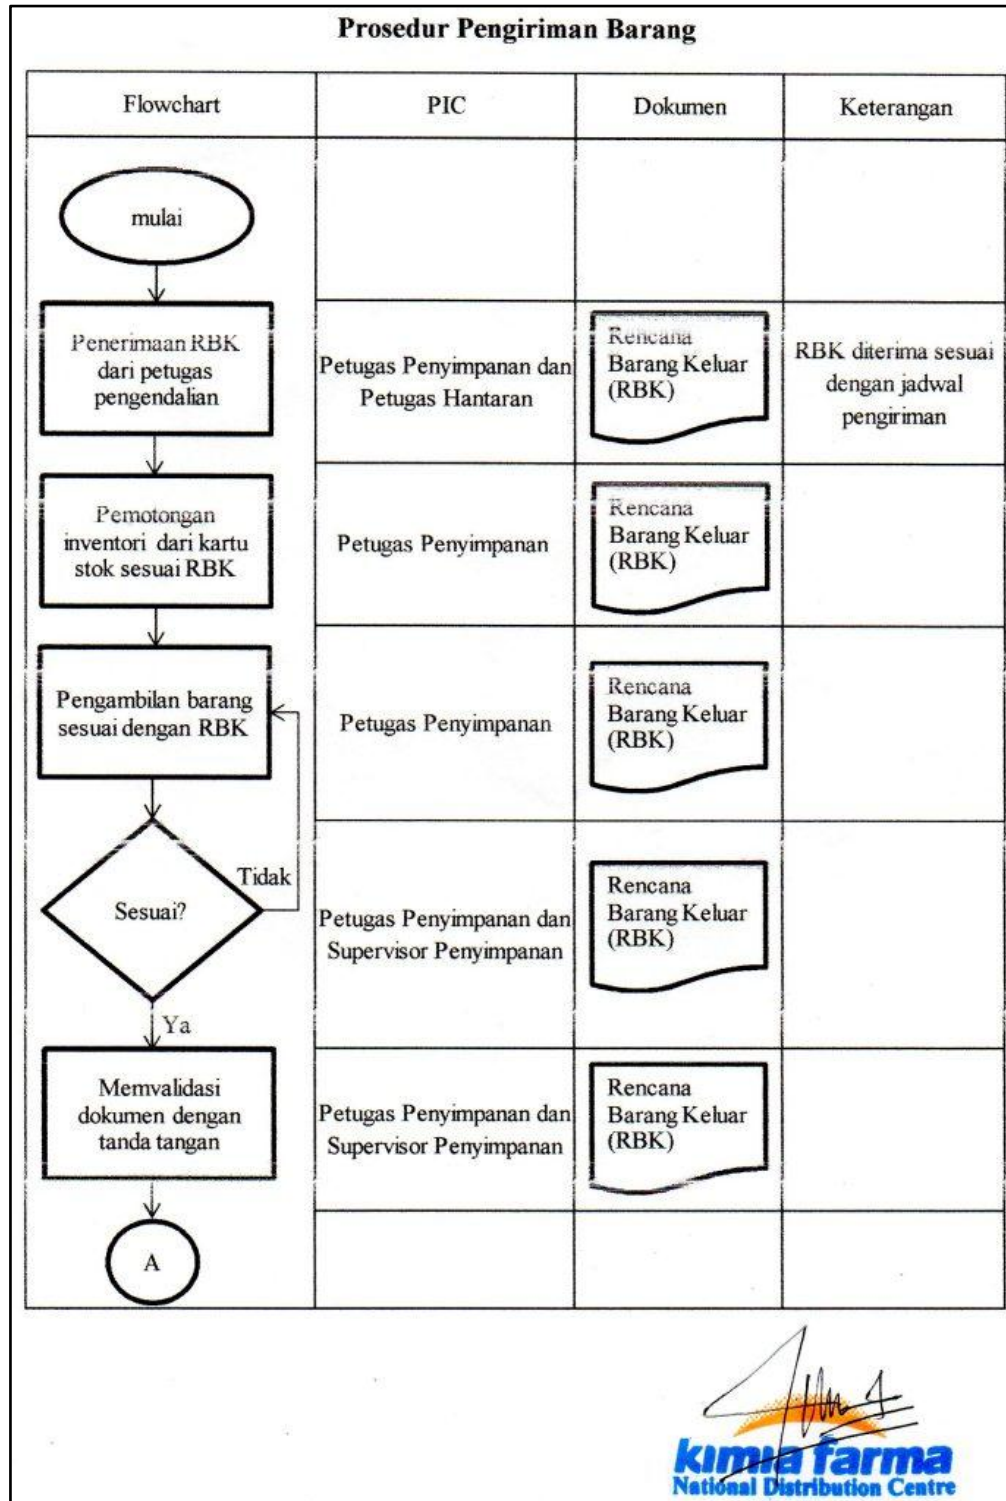 Prosedur Pengiriman Barang
Flowchart
PIC
Dokumen
Keterangan
mulai
Penerimaan RBK
dari petugas
pengendalian
Petugas Penyimpanan dan
Petugas Hantaran
Rencana
Barang Keluar
(RBK)
RBK diterima sesuai
dengan jadwal
pengiriman
Pemotongan
inventori dari kartu
stok sesuai RBK
Petugas Penyimpanan
Rencana
Barang Keluar
(RBK)
Pengambilan barang
sesuai dengan RBK
Petugas Penyimpanan
Rencana
Barang Keluar
(RBK)
Sesuai?
Tidak
Petugas Penyimpanan dan
Supervisor Penyimpanan
Rencana
Barang Keluar
(RBK)
Ya
Memvalidasi
dokumen dengan
tanda tangan
Petugas Penyimpanan dan
Supervisor Penyimpanan
Rencana
Barang Keluar
(RBK)
A
kimia farma
National Distribution Centre